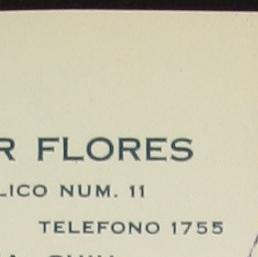 R FLORES
LICO NUM. 11
TELEFONO 1755